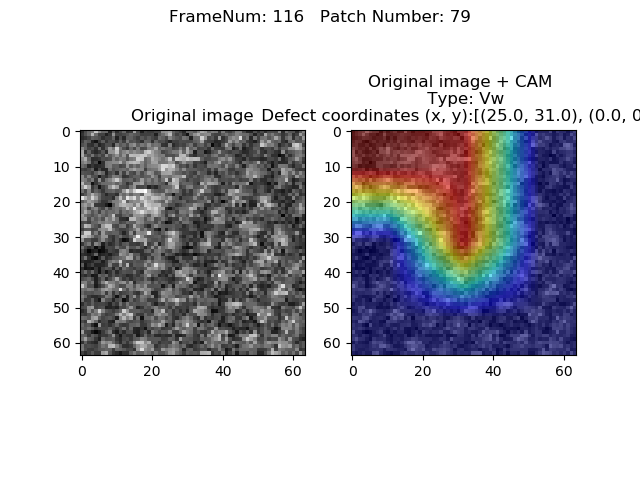 FrameNum: 116   Patch Number: 79
Original image + CAM
Type: Vw
Original image
Defect coordinates (x, y):[(25.0, 31.0), (0.0, 0
0
10
20
30
40
50
60
0 20 40 60
0
10
20
30
40
50
60
0 20 40 60